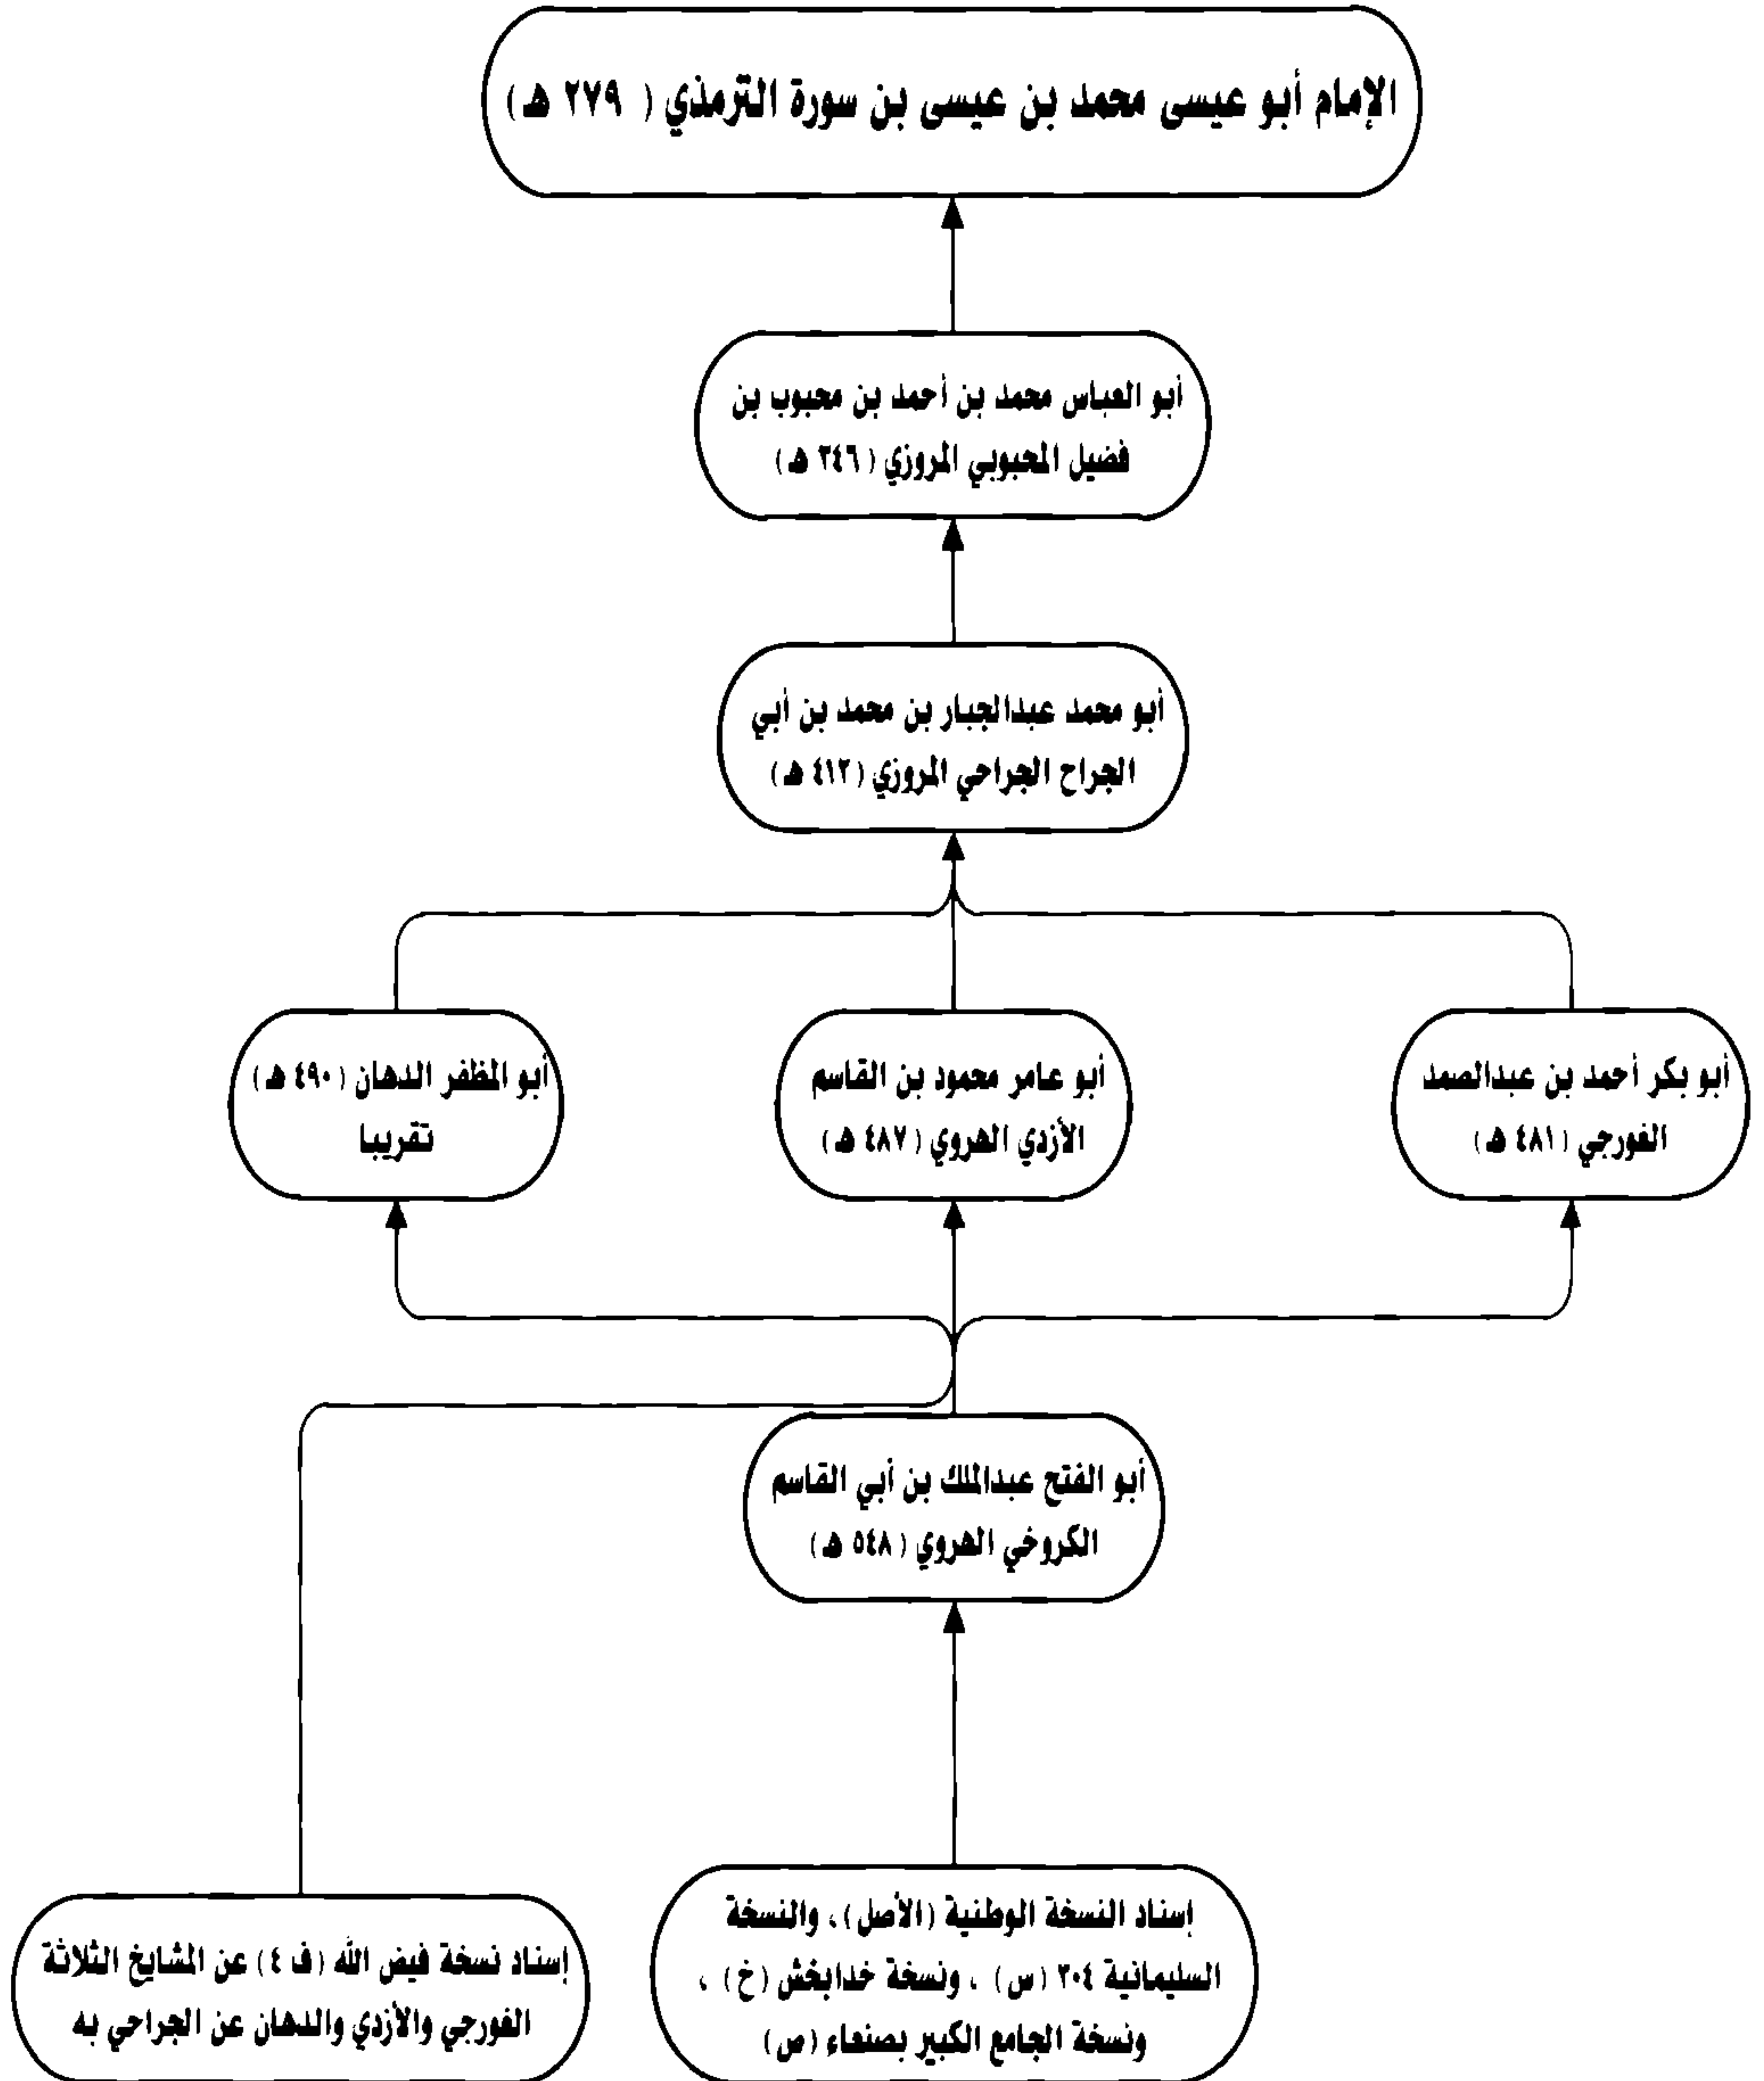 الإمام أبو عيسى محمد بن عيسى بن سورة الترمذي ( ٢٧٩ هـ )
أبو العباس محمد بن أحمد بن محبوب بن
فضيل المحبوبي المروزي ( ٣٤٦ هـ )
أبو محمد عبدالجبار بن محمد بن أبي
الجراح الجراحي المروزي ( ٤١٢ هـ )
أبو بكر أحمد بن عبدالصمد
الغورجي ( ٤٨١ هـ )
أبو عامر محمود بن القاسم
الأزدي الهروي ( ٤٨٧ هـ )
أبو المظفر الدهان ( ٤٩٠ هـ )
تقريبا
أبو الفتح عبدالملك بن أبي القاسم
الكروخي الهروي ( ٥٤٨ هـ )
إسناد النسخة الوطنية (الأصل)، والنسخة
السليمانية ٣٠٤ (س) ، ونسخة خدابخش (خ) ،
ونسخة الجامع الكبير بصنعاء (ص)
إسناد نسخة فيض الله (ف ٤) عن المشايخ الثلاثة
الغورجي والأزدي والدهان عن الجراحي به